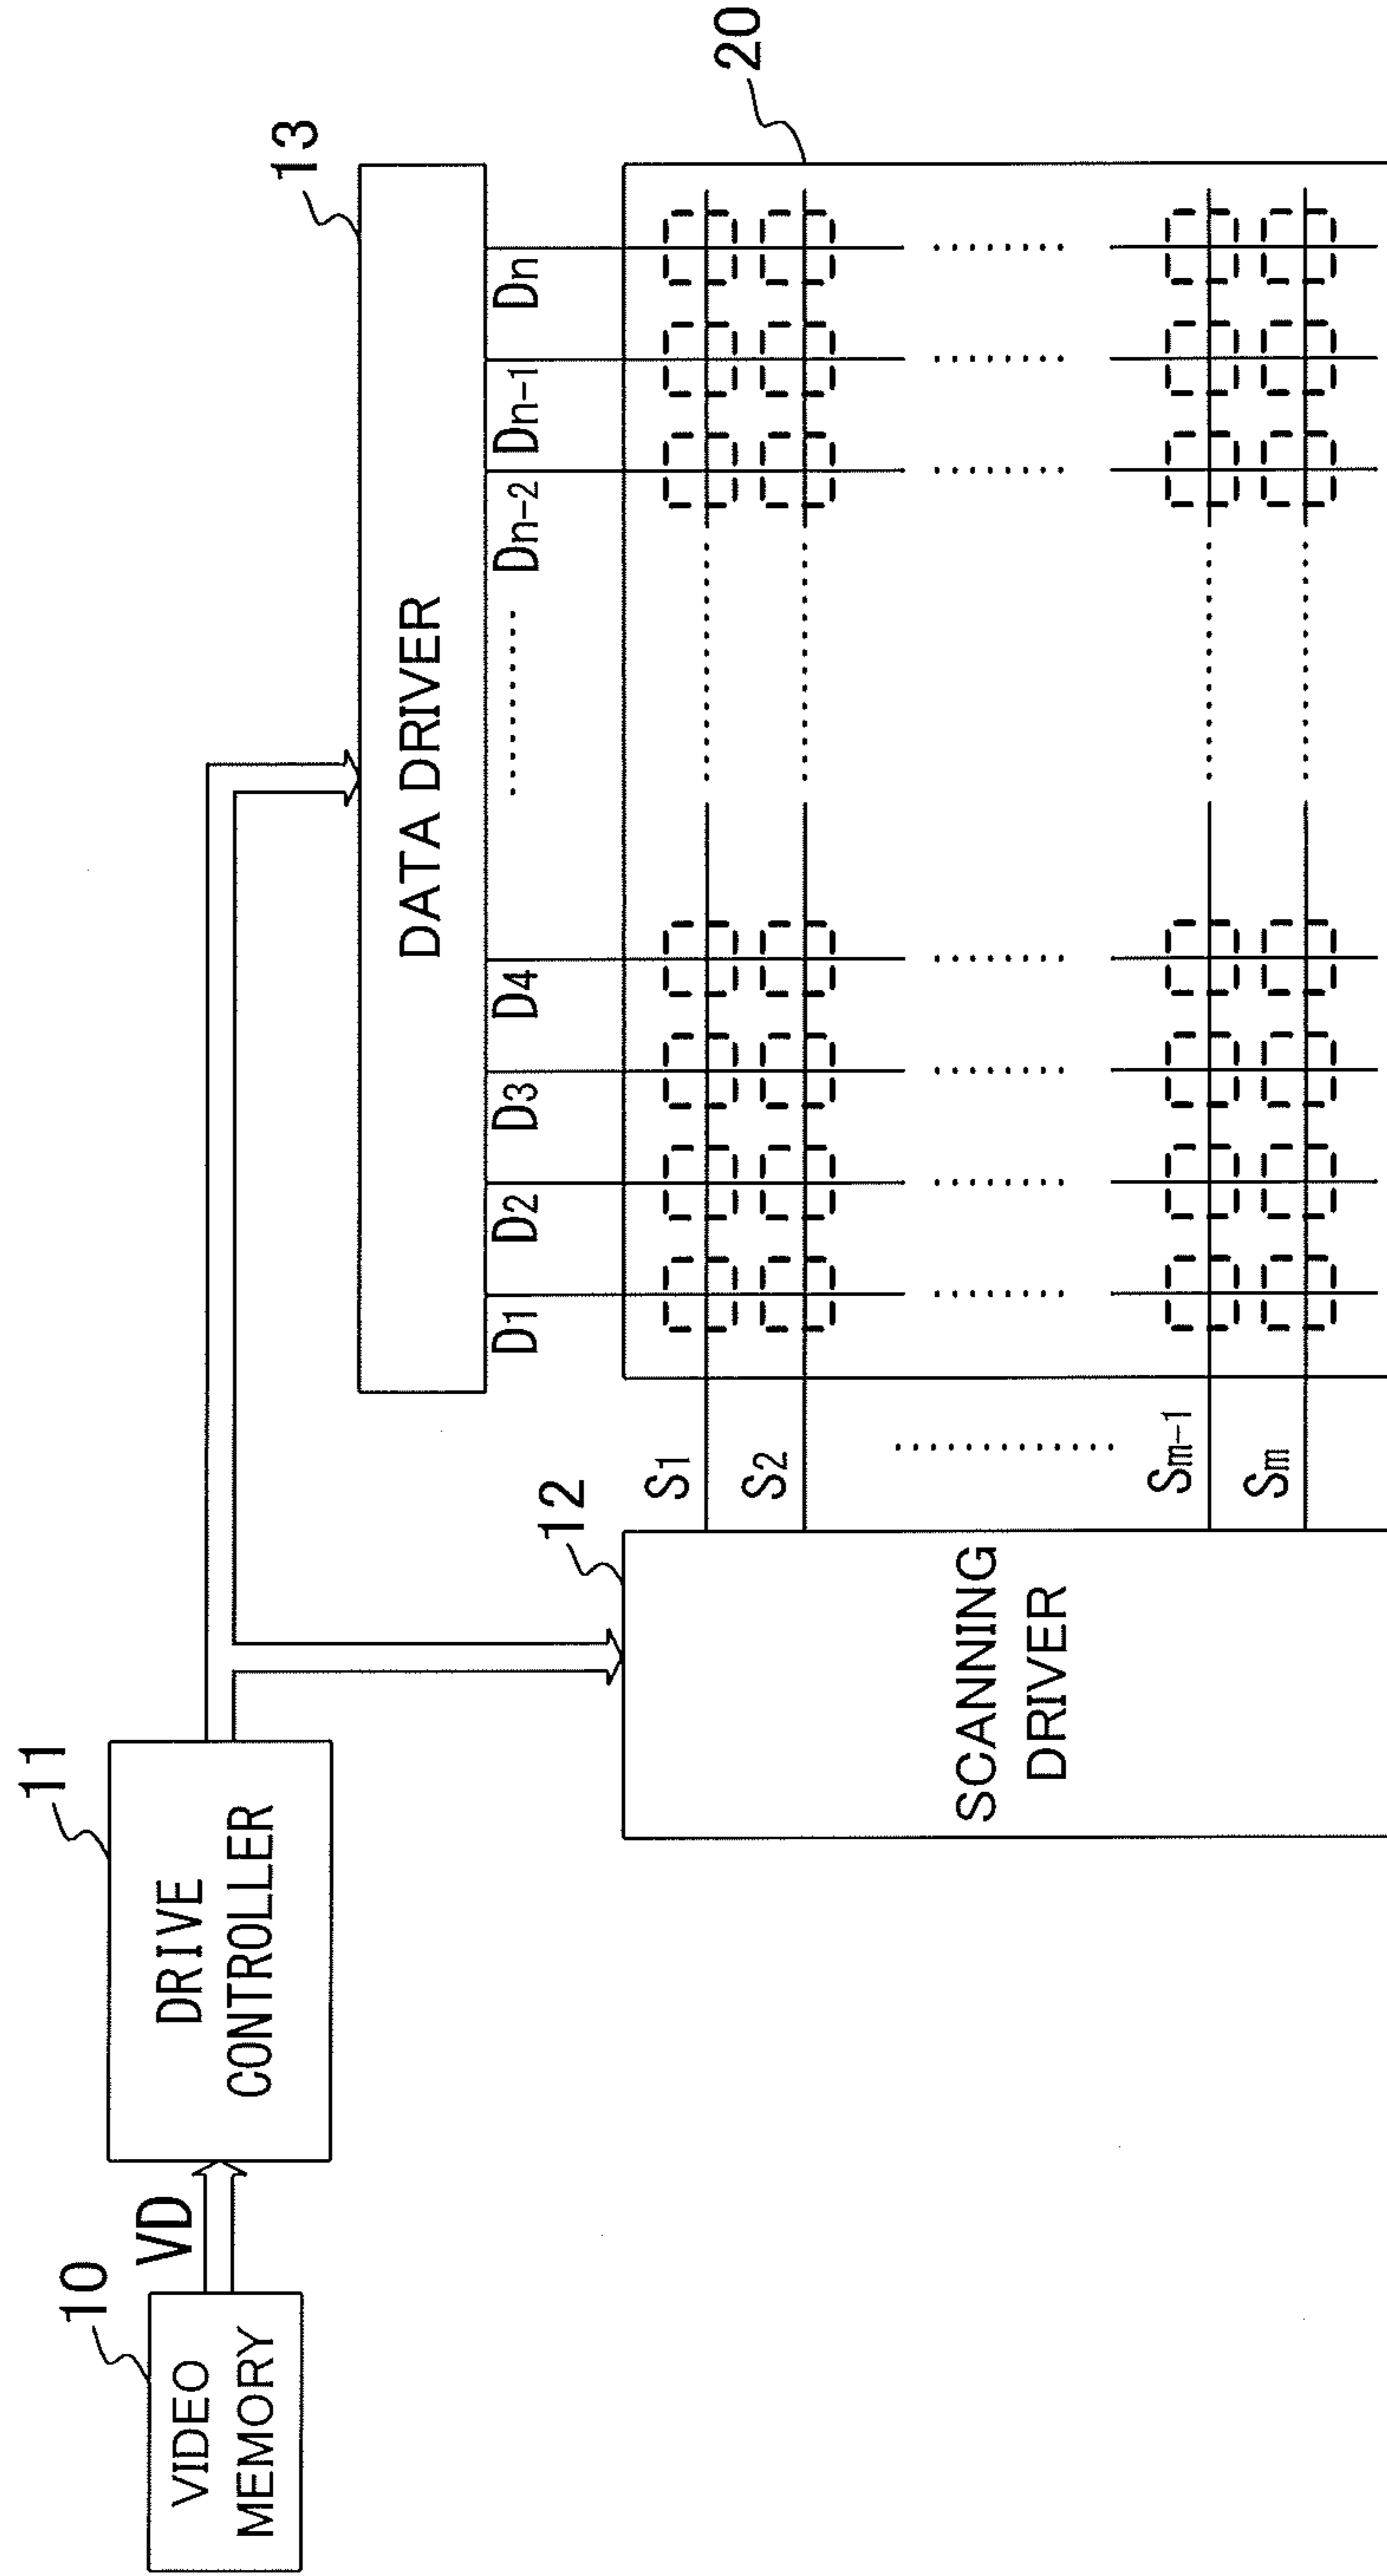 10
VIDEO
MEMORY
VD
11
DRIVE
CONTROLLER
13
DATA DRIVER
D1 D2 D3 D4 ......... Dn-2 Dn-1 Dn
12
SCANNING
DRIVER
S1
S2
.............
Sm-1
Sm
20